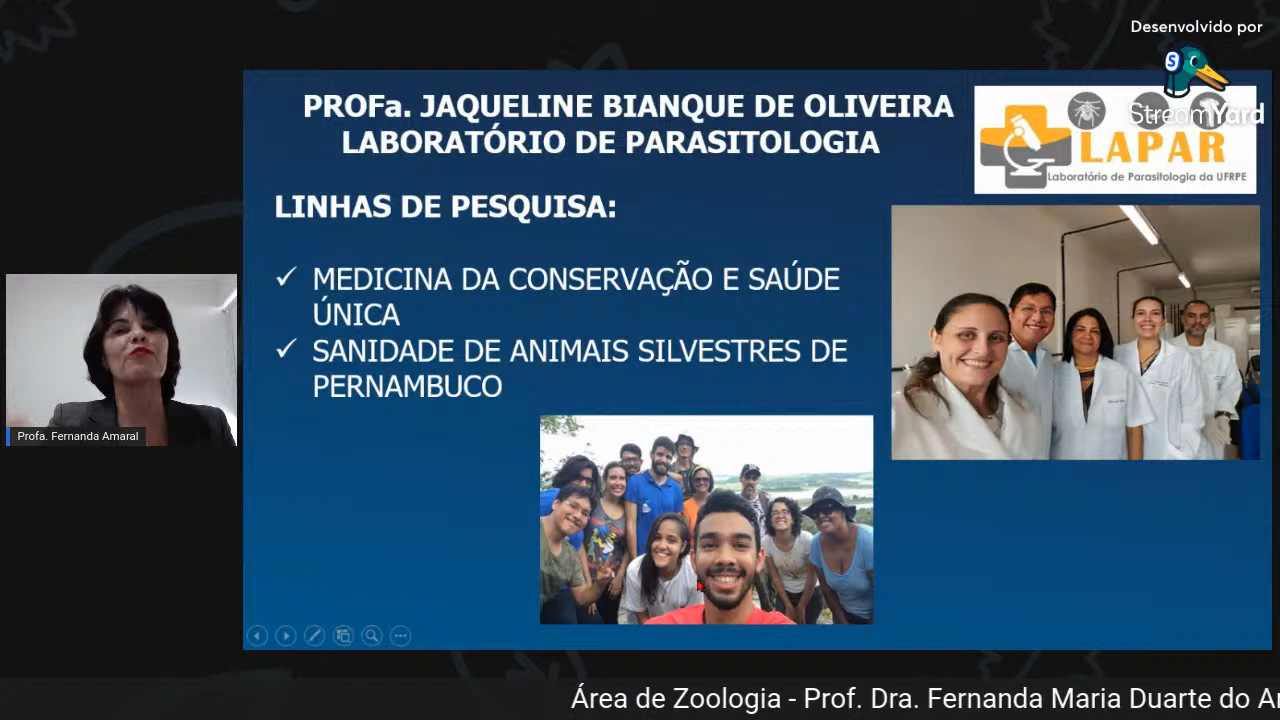 Desenvolvido por
StreamYard
PROFa. JAQUELINE BIANQUE DE OLIVEIRA
LABORATÓRIO DE PARASITOLOGIA
LAPAR
Laboratório de Parasitologia da UFRPE
LINHAS DE PESQUISA:
✓ MEDICINA DA CONSERVAÇÃO E SAÚDE
ÚNICA
✓ SANIDADE DE ANIMAIS SILVESTRES DE
PERNAMBUCO
Profa. Fernanda Amaral
Área de Zoologia - Prof. Dra. Fernanda Maria Duarte do